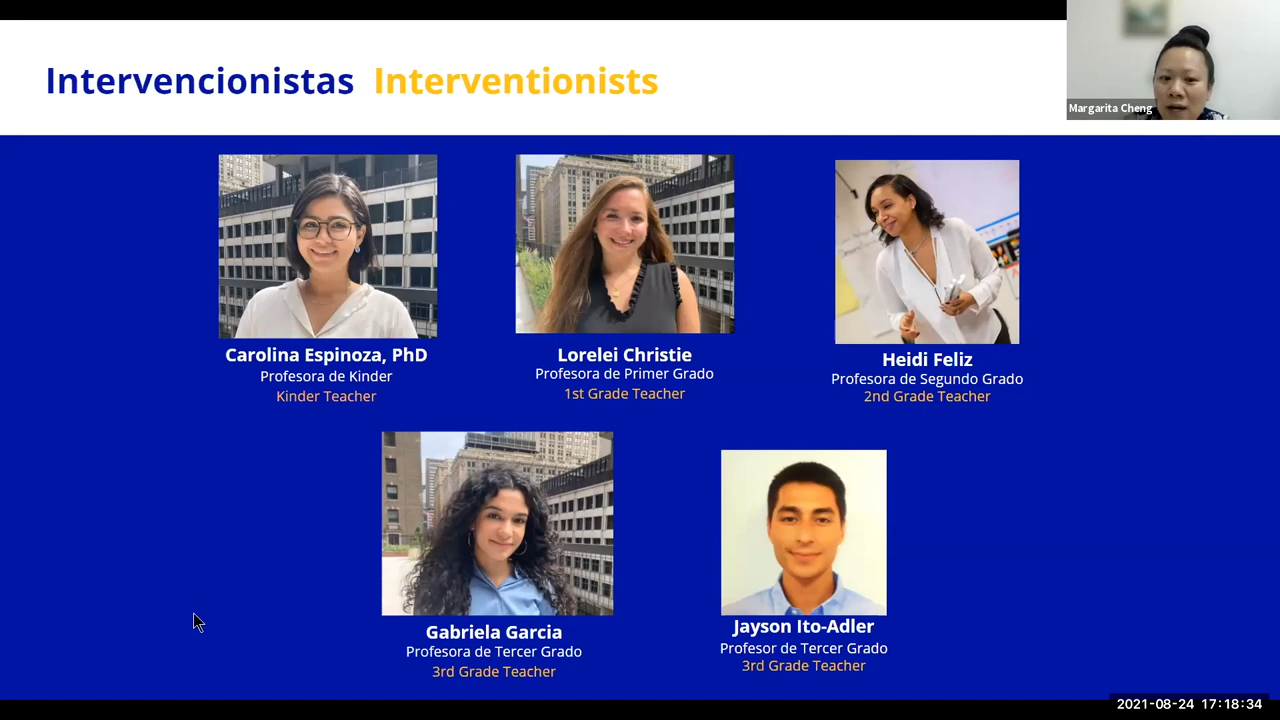 Intervencionistas Interventionists
Margarita Cheng
Carolina Espinoza, PhD
Profesora de Kinder
Kinder Teacher
Lorelei Christie
Profesora de Primer Grado
1st Grade Teacher
Heidi Feliz
Profesora de Segundo Grado
2nd Grade Teacher
Gabriela Garcia
Profesora de Tercer Grado
3rd Grade Teacher
Jayson Ito-Adler
Profesor de Tercer Grado
3rd Grade Teacher
2021-08-24 17:18:34